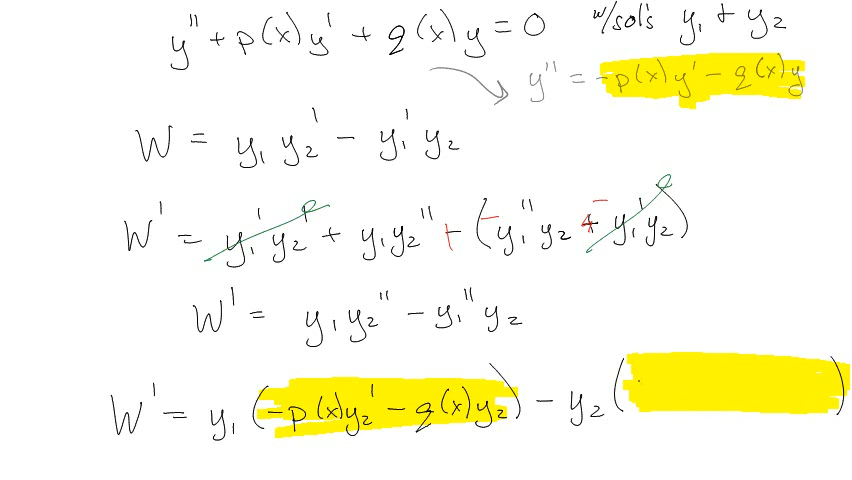 y'' + p(x)y' + q(x)y = 0 w/sol's y₁ + y₂
y'' = -p(x)y' - q(x)y
W = y₁y₂' - y₁'y₂
W' = y₁'y₂' + y₁y₂'' + (-y₁''y₂ - y₁'y₂')
W' = y₁y₂'' - y₁''y₂
W' = y₁(-p(x)y₂' - q(x)y₂) - y₂( )